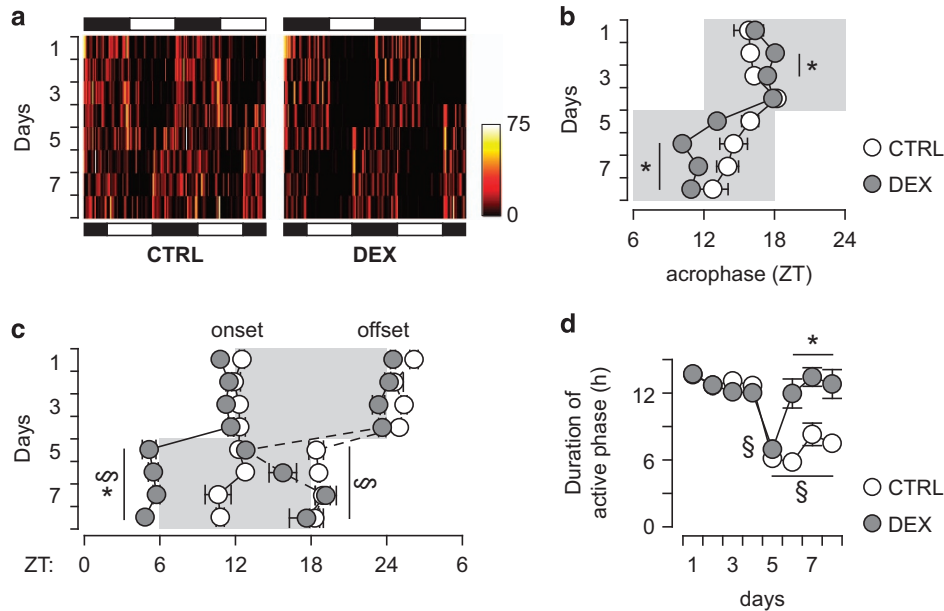 a
1
3
5
7
Days
CTRL
DEX
75
0
b
1
3
5
7
Days
*
*
6
12
18
24
acrophase (ZT)
CTRL
DEX
c
onset
offset
1
3
5
7
Days
*§
§
ZT:
0
6
12
18
24
6
d
12
6
0
Duration of
active phase (h)
*
§
§
1
3
5
7
days
CTRL
DEX